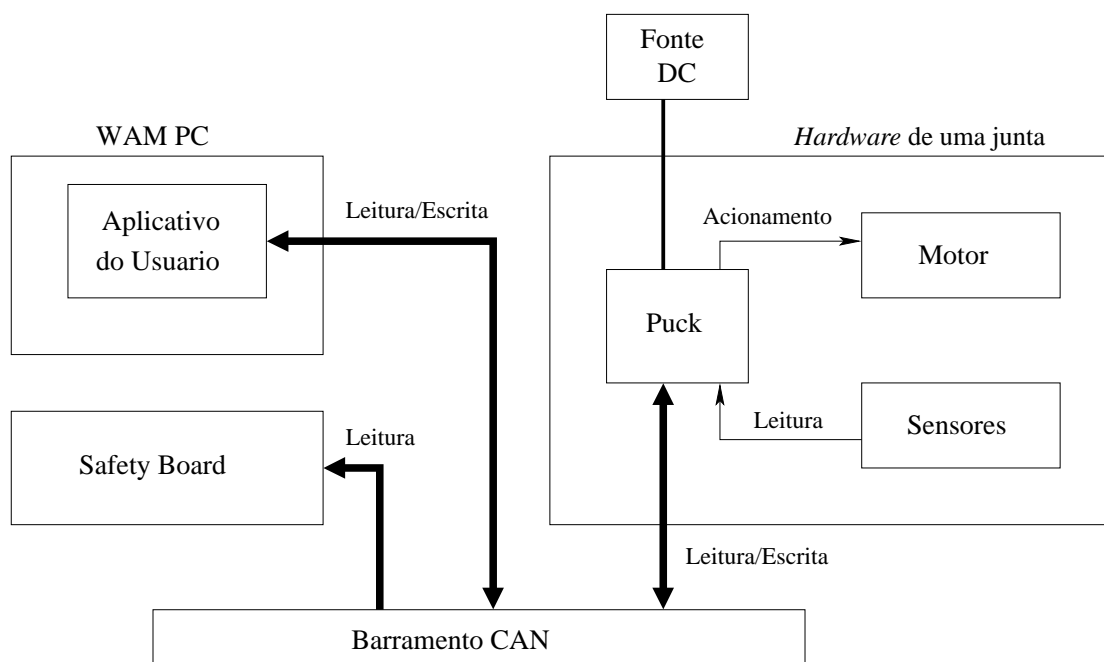 Fonte
DC
WAM PC
Hardware de uma junta
Aplicativo
do Usuario
Leitura/Escrita
Acionamento
Motor
Puck
Safety Board
Leitura
Leitura
Sensores
Leitura/Escrita
Barramento CAN